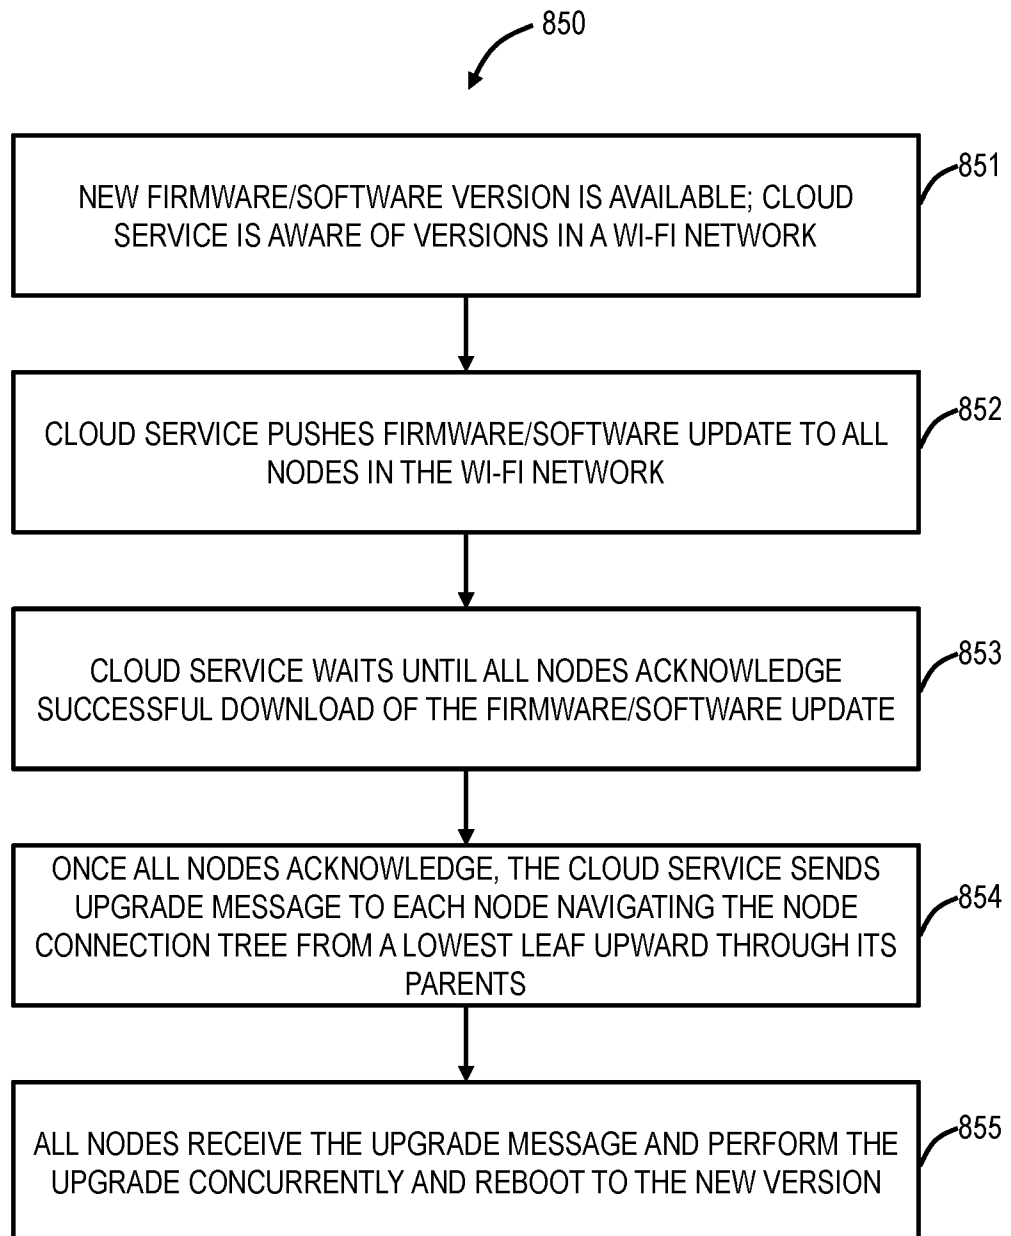 850
851
NEW FIRMWARE/SOFTWARE VERSION IS AVAILABLE; CLOUD
SERVICE IS AWARE OF VERSIONS IN A WI-FI NETWORK
852
CLOUD SERVICE PUSHES FIRMWARE/SOFTWARE UPDATE TO ALL
NODES IN THE WI-FI NETWORK
853
CLOUD SERVICE WAITS UNTIL ALL NODES ACKNOWLEDGE
SUCCESSFUL DOWNLOAD OF THE FIRMWARE/SOFTWARE UPDATE
854
ONCE ALL NODES ACKNOWLEDGE, THE CLOUD SERVICE SENDS
UPGRADE MESSAGE TO EACH NODE NAVIGATING THE NODE
CONNECTION TREE FROM A LOWEST LEAF UPWARD THROUGH ITS
PARENTS
855
ALL NODES RECEIVE THE UPGRADE MESSAGE AND PERFORM THE
UPGRADE CONCURRENTLY AND REBOOT TO THE NEW VERSION